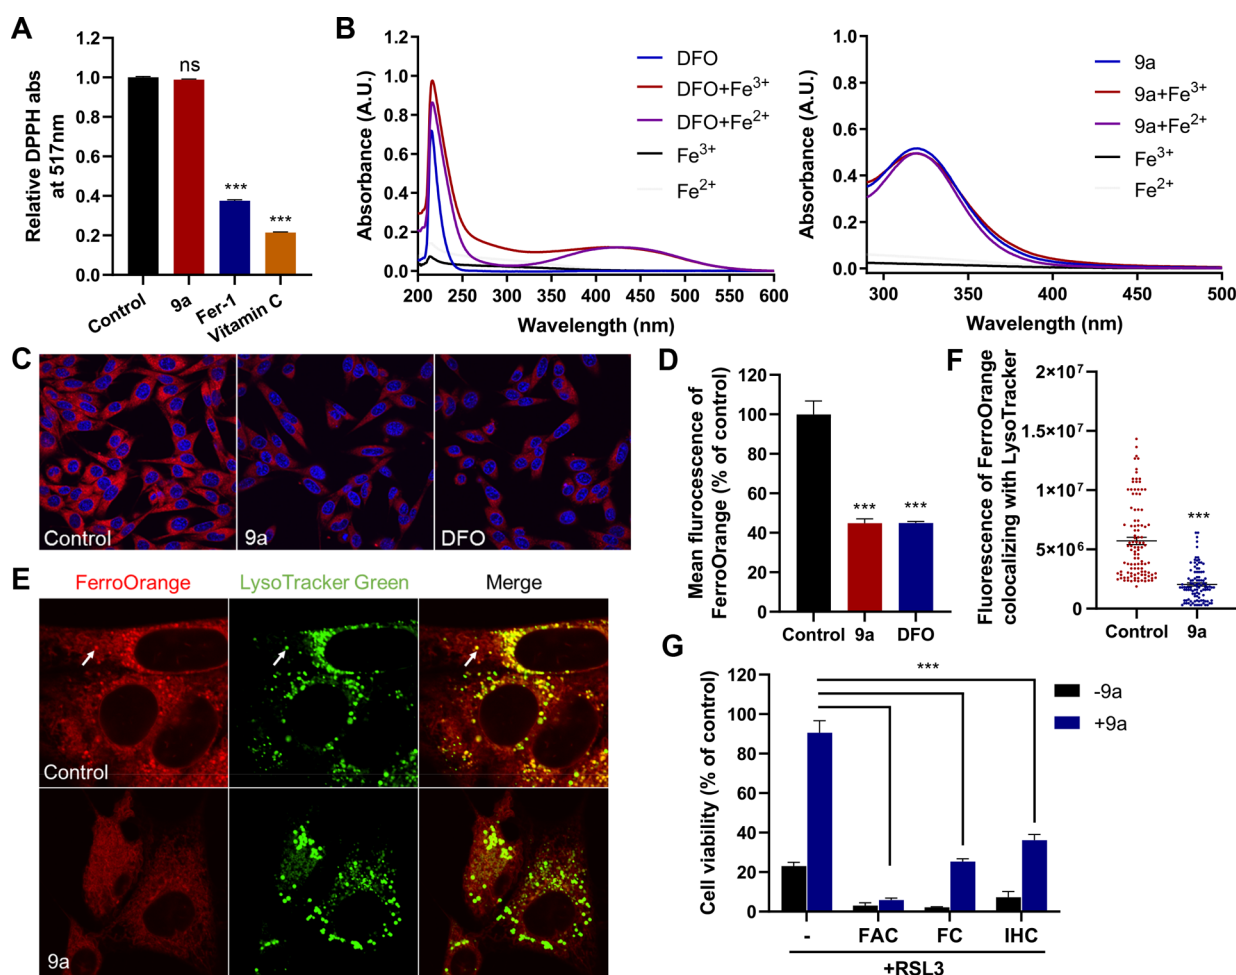 A
Relative DPPH abs
at 517nm
1.2
1.0
0.8
0.6
0.4
0.2
0.0
ns
***
***
Control
9a
Fer-1
Vitamin C
B
Absorbance (A.U.)
1.2
1.0
0.8
0.6
0.4
0.2
0.0
200 250 300 350 400 450 500 550 600
Wavelength (nm)
DFO
DFO+Fe³⁺
DFO+Fe²⁺
Fe³⁺
Fe²⁺
Absorbance (A.U.)
1.0
0.8
0.6
0.4
0.2
0.0
300 350 400 450 500
Wavelength (nm)
9a
9a+Fe³⁺
9a+Fe²⁺
Fe³⁺
Fe²⁺
C
Control
9a
DFO
D
Mean flurocescence of
FerroOrange (% of control)
120
100
80
60
40
20
0
***
***
Control 9a DFO
F
Fluorescence of FerroOrange
colocalizing with LysoTracker
2×10⁷
1.5×10⁷
1×10⁷
5×10⁶
0
***
Control 9a
E
FerroOrange
LysoTracker Green
Merge
Control
9a
G
Cell viability (% of control)
120
100
80
60
40
20
0
***
-9a
+9a
- FAC FC IHC
+RSL3